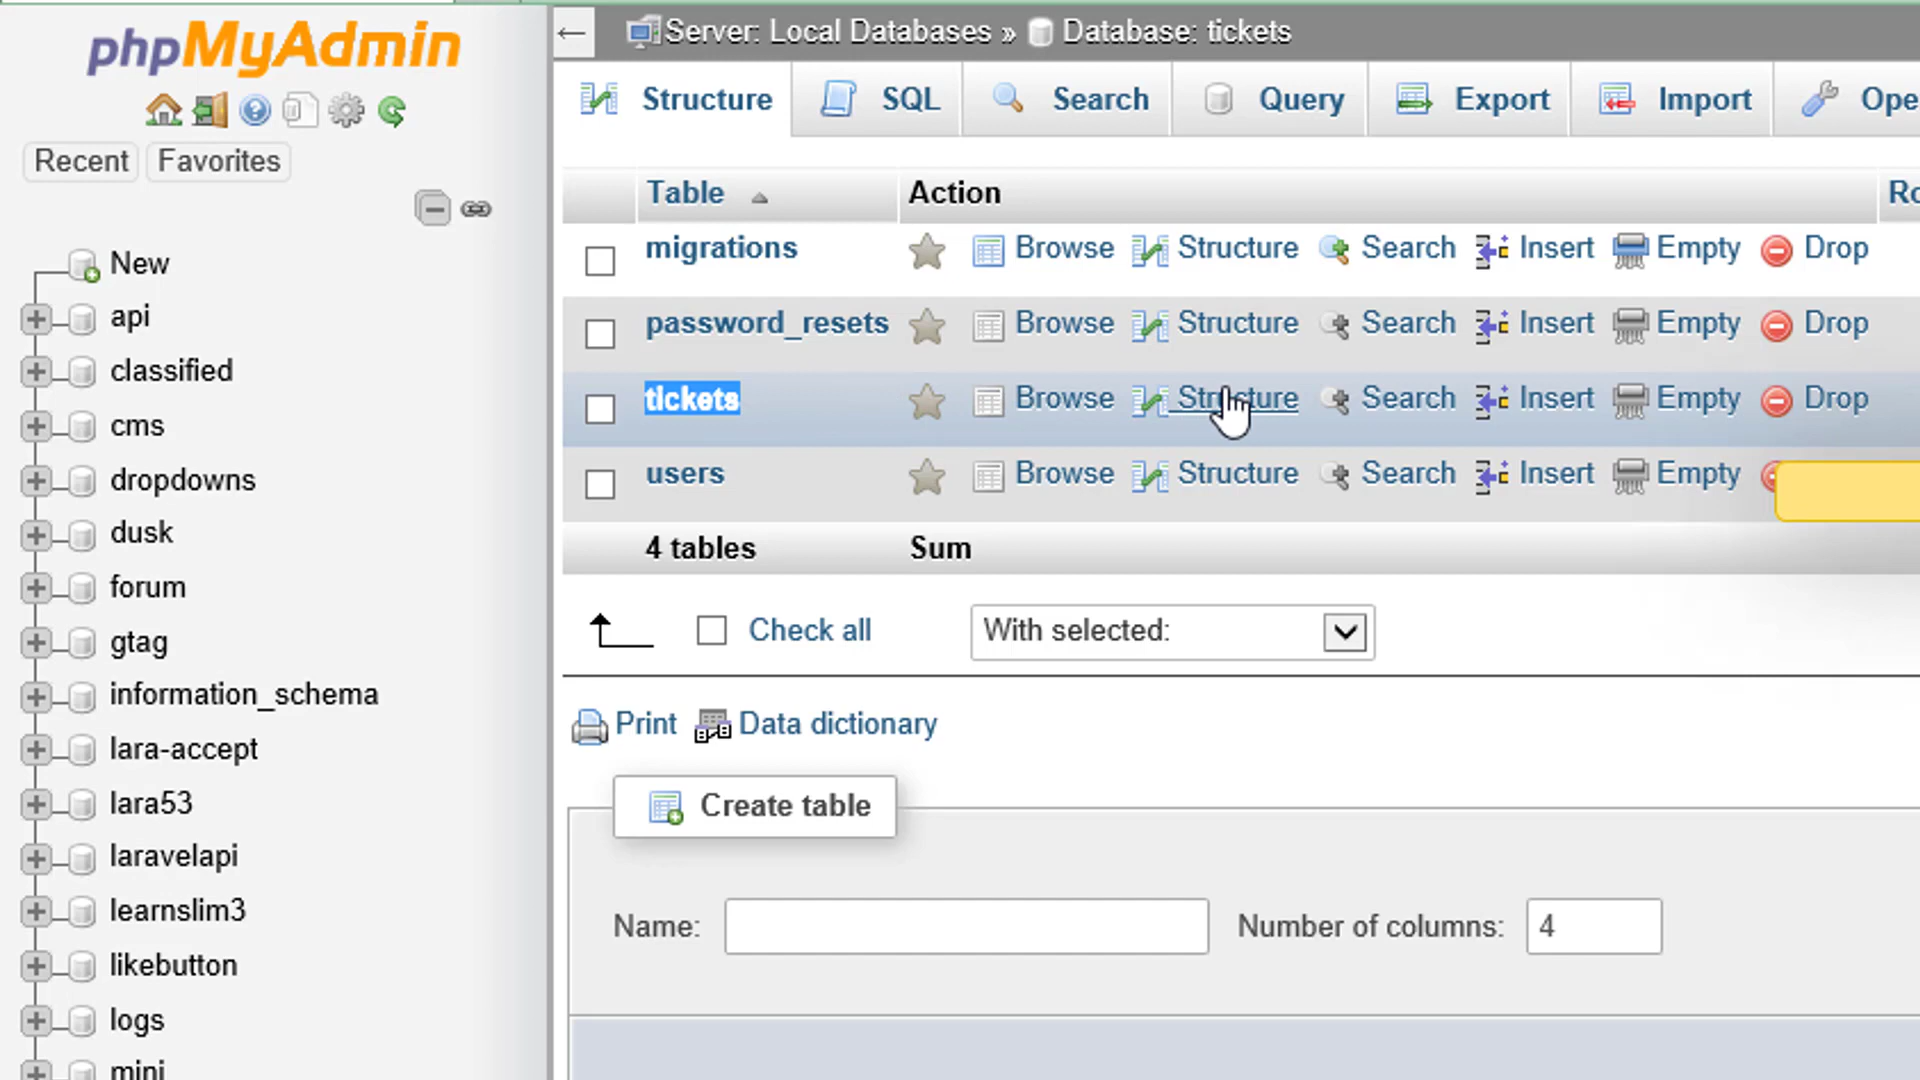 phpMyAdmin
Recent Favorites
New
api
classified
cms
dropdowns
dusk
forum
gtag
information_schema
lara-accept
lara53
laravelapi
learnslim3
likebutton
logs
mini
Server: Local Databases » Database: tickets
Structure SQL Search Query Export Import Ope
Table Action Ro
migrations Browse Structure Search Insert Empty Drop
password_resets Browse Structure Search Insert Empty Drop
tickets Browse Structure Search Insert Empty Drop
users Browse Structure Search Insert Empty
4 tables Sum
Check all With selected:
Print Data dictionary
Create table
Name: Number of columns: 4